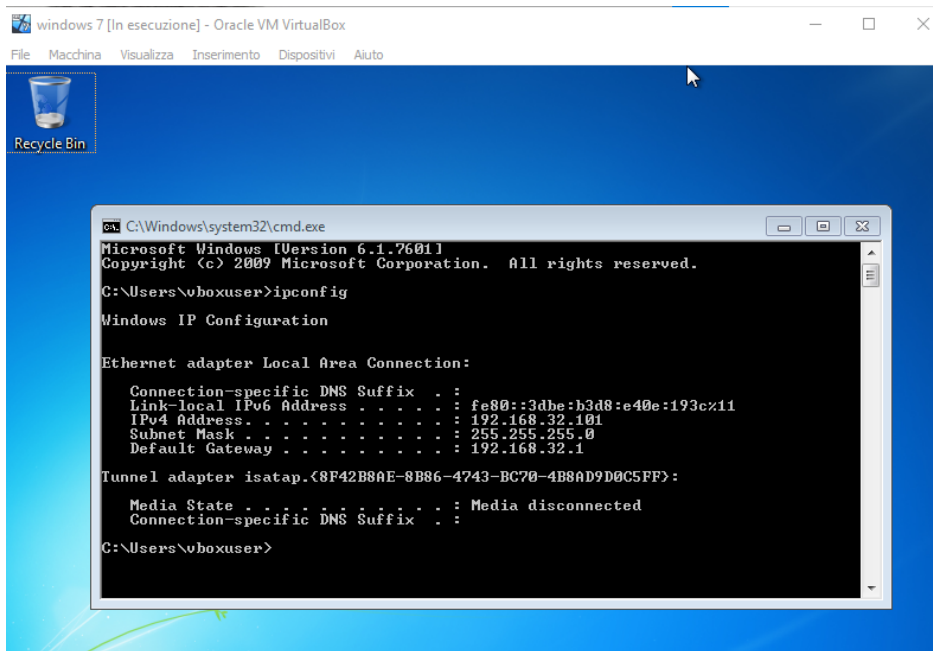 windows 7 [In esecuzione] - Oracle VM VirtualBox
File Macchina Visualizza Inserimento Dispositivi Aiuto
Recycle Bin
C:\Windows\system32\cmd.exe
Microsoft Windows [Version 6.1.7601]
Copyright (c) 2009 Microsoft Corporation.  All rights reserved.
C:\Users\vboxuser>ipconfig
Windows IP Configuration
Ethernet adapter Local Area Connection:
Connection-specific DNS Suffix  . :
Link-local IPv6 Address . . . . . : fe80::3dbe:b3d8:e40e:193c%11
IPv4 Address. . . . . . . . . . . : 192.168.32.101
Subnet Mask . . . . . . . . . . . : 255.255.255.0
Default Gateway . . . . . . . . . : 192.168.32.1
Tunnel adapter isatap.{8F42B8AE-8B86-4743-BC70-4B8AD9D0C5FF}:
Media State . . . . . . . . . . . : Media disconnected
Connection-specific DNS Suffix  . :
C:\Users\vboxuser>